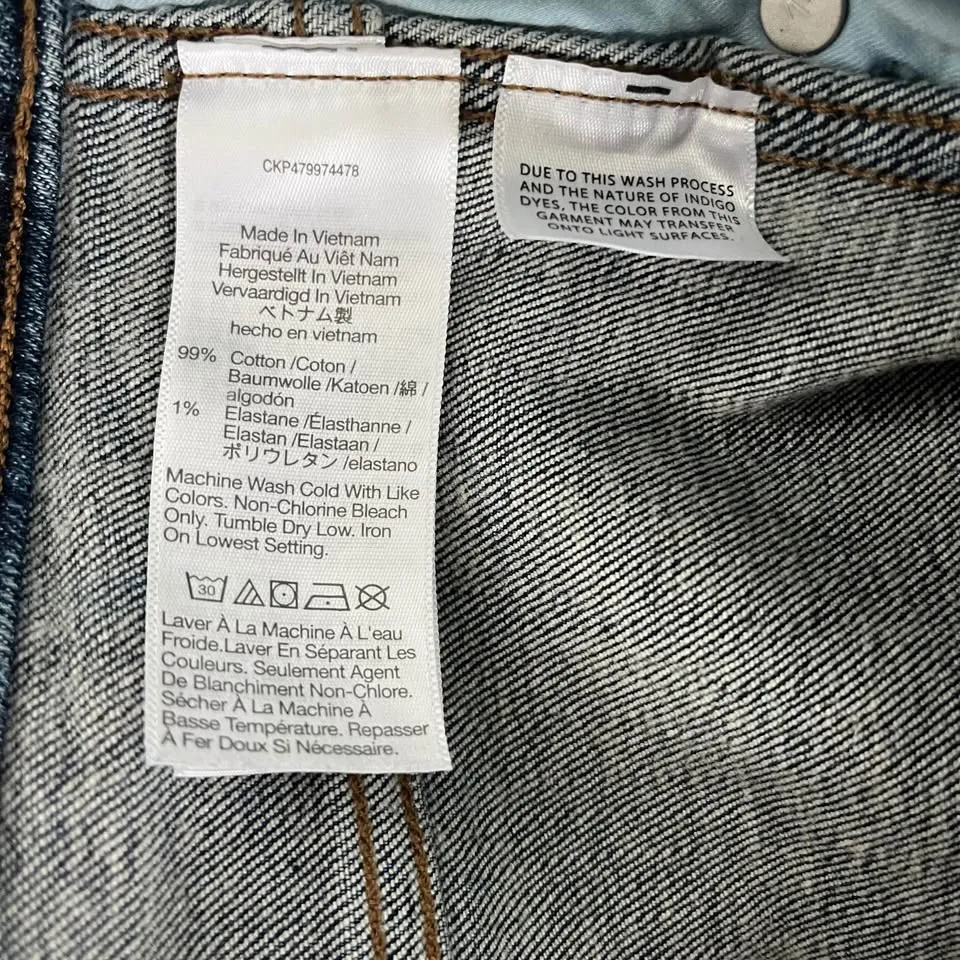 CKP479974478
Made In Vietnam
Fabriqué Au Viêt Nam
Hergestellt In Vietnam
Vervaardigd In Vietnam
ベトナム製
hecho en vietnam
99% Cotton /Coton /
Baumwolle /Katoen /綿 /
algodón
1% Elastane /Élasthanne /
Elastan /Elastaan /
ポリウレタン /elastano
Machine Wash Cold With Like
Colors. Non-Chlorine Bleach
Only. Tumble Dry Low. Iron
On Lowest Setting.
30
Laver À La Machine À L'eau
Froide.Laver En Séparant Les
Couleurs. Seulement Agent
De Blanchiment Non-Chlore.
Sécher À La Machine À
Basse Température. Repasser
À Fer Doux Si Nécessaire.
DUE TO THIS WASH PROCESS
AND THE NATURE OF INDIGO
DYES, THE COLOR FROM THIS
GARMENT MAY TRANSFER
ONTO LIGHT SURFACES.